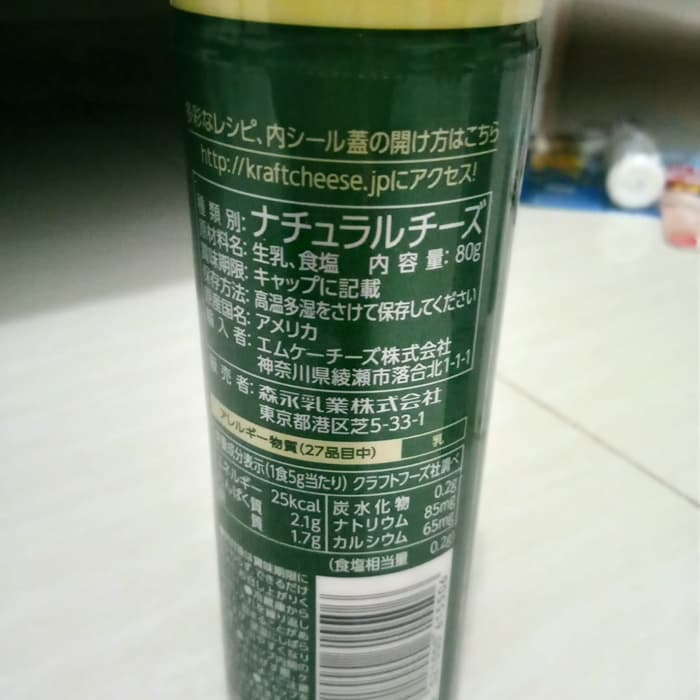 多彩なレシピ、内シール蓋の開け方はこちら
http://kraftcheese.jpにアクセス!
種類別: ナチュラルチーズ
原材料名: 生乳、食塩 内容量: 80g
賞味期限: キャップに記載
保存方法: 高温多湿をさけて保存してください
原産国名: アメリカ
輸入者: エムケーチーズ株式会社
神奈川県綾瀬市落合北1-1-1
販売者: 森永乳業株式会社
東京都港区芝5-33-1
アレルギー物質(27品目中) 乳
栄養成分表示(1食5g当たり) クラフトフーズ社調べ
エネルギー 25kcal
たんぱく質 2.1g
脂質 1.7g
炭水化物 0.2g
ナトリウム 85mg
カルシウム 65mg
(食塩相当量 0.2g)